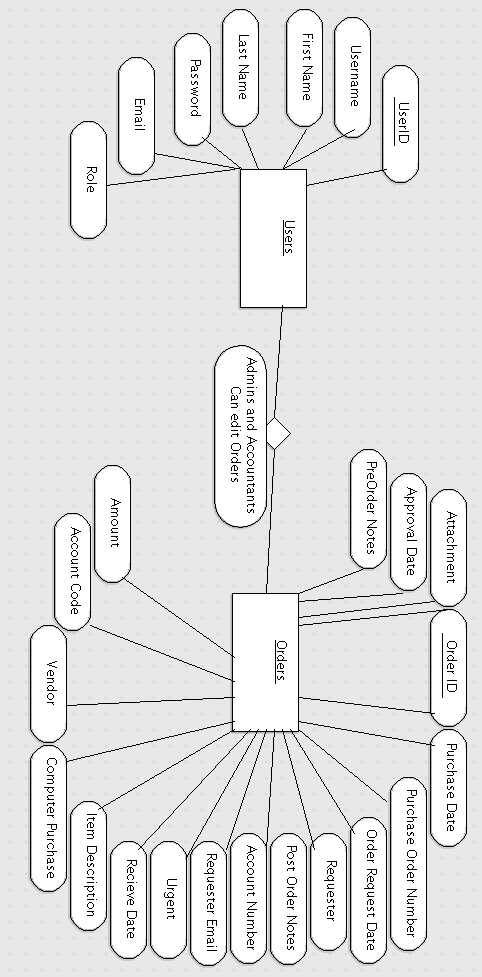 UserID
Username
First Name
Last Name
Password
Email
Role
Users
Admins and Accountants
Can edit Orders
Attachment
Approval Date
PreOrder Notes
Amount
Account Code
Orders
Order ID
Vendor
Purchase Date
Computer Purchase
Purchase Order Number
Item Description
Order Request Date
Recieve Date
Requester
Urgent
Post Order Notes
Requester Email
Account Number